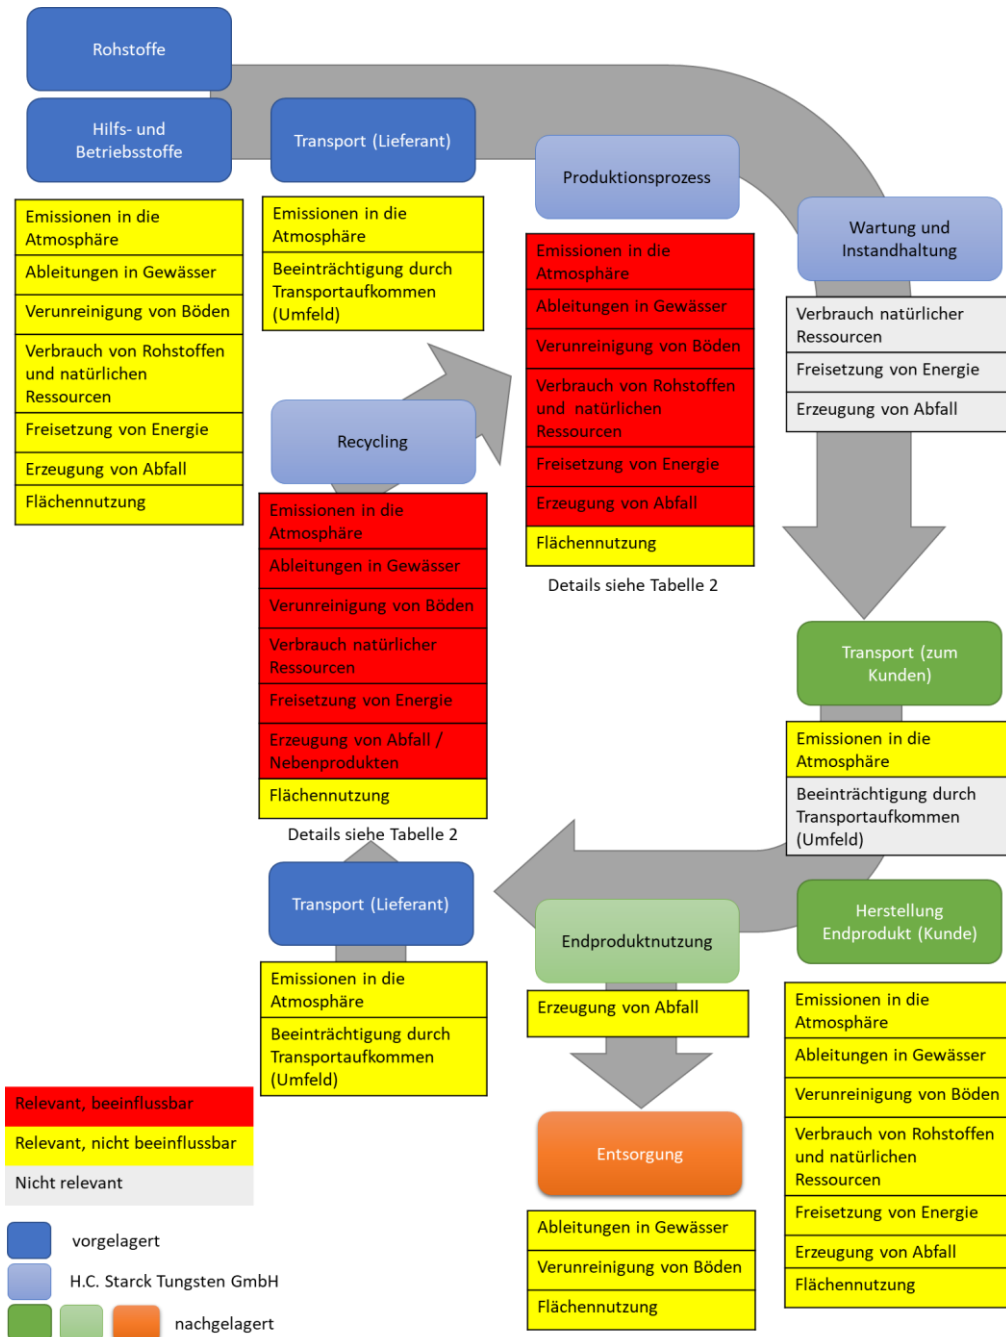 Rohstoffe
Hilfs- und
Betriebsstoffe
Emissionen in die
Atmosphäre
Ableitungen in Gewässer
Verunreinigung von Böden
Verbrauch von Rohstoffen
und natürlichen
Ressourcen
Freisetzung von Energie
Erzeugung von Abfall
Flächennutzung
Transport (Lieferant)
Emissionen in die
Atmosphäre
Beeinträchtigung durch
Transportaufkommen
(Umfeld)
Produktionsprozess
Emissionen in die
Atmosphäre
Ableitungen in Gewässer
Verunreinigung von Böden
Verbrauch von Rohstoffen
und natürlichen
Ressourcen
Freisetzung von Energie
Erzeugung von Abfall
Flächennutzung
Details siehe Tabelle 2
Wartung und
Instandhaltung
Verbrauch natürlicher
Ressourcen
Freisetzung von Energie
Erzeugung von Abfall
Transport (zum
Kunden)
Emissionen in die
Atmosphäre
Beeinträchtigung durch
Transportaufkommen
(Umfeld)
Herstellung
Endprodukt (Kunde)
Emissionen in die
Atmosphäre
Ableitungen in Gewässer
Verunreinigung von Böden
Verbrauch von Rohstoffen
und natürlichen
Ressourcen
Freisetzung von Energie
Erzeugung von Abfall
Flächennutzung
Endproduktnutzung
Erzeugung von Abfall
Entsorgung
Ableitungen in Gewässer
Verunreinigung von Böden
Flächennutzung
Transport (Lieferant)
Emissionen in die
Atmosphäre
Beeinträchtigung durch
Transportaufkommen
(Umfeld)
Recycling
Emissionen in die
Atmosphäre
Ableitungen in Gewässer
Verunreinigung von Böden
Verbrauch natürlicher
Ressourcen
Freisetzung von Energie
Erzeugung von Abfall /
Nebenprodukten
Flächennutzung
Details siehe Tabelle 2
Relevant, beeinflussbar
Relevant, nicht beeinflussbar
Nicht relevant
vorgelagert
H.C. Starck Tungsten GmbH
nachgelagert